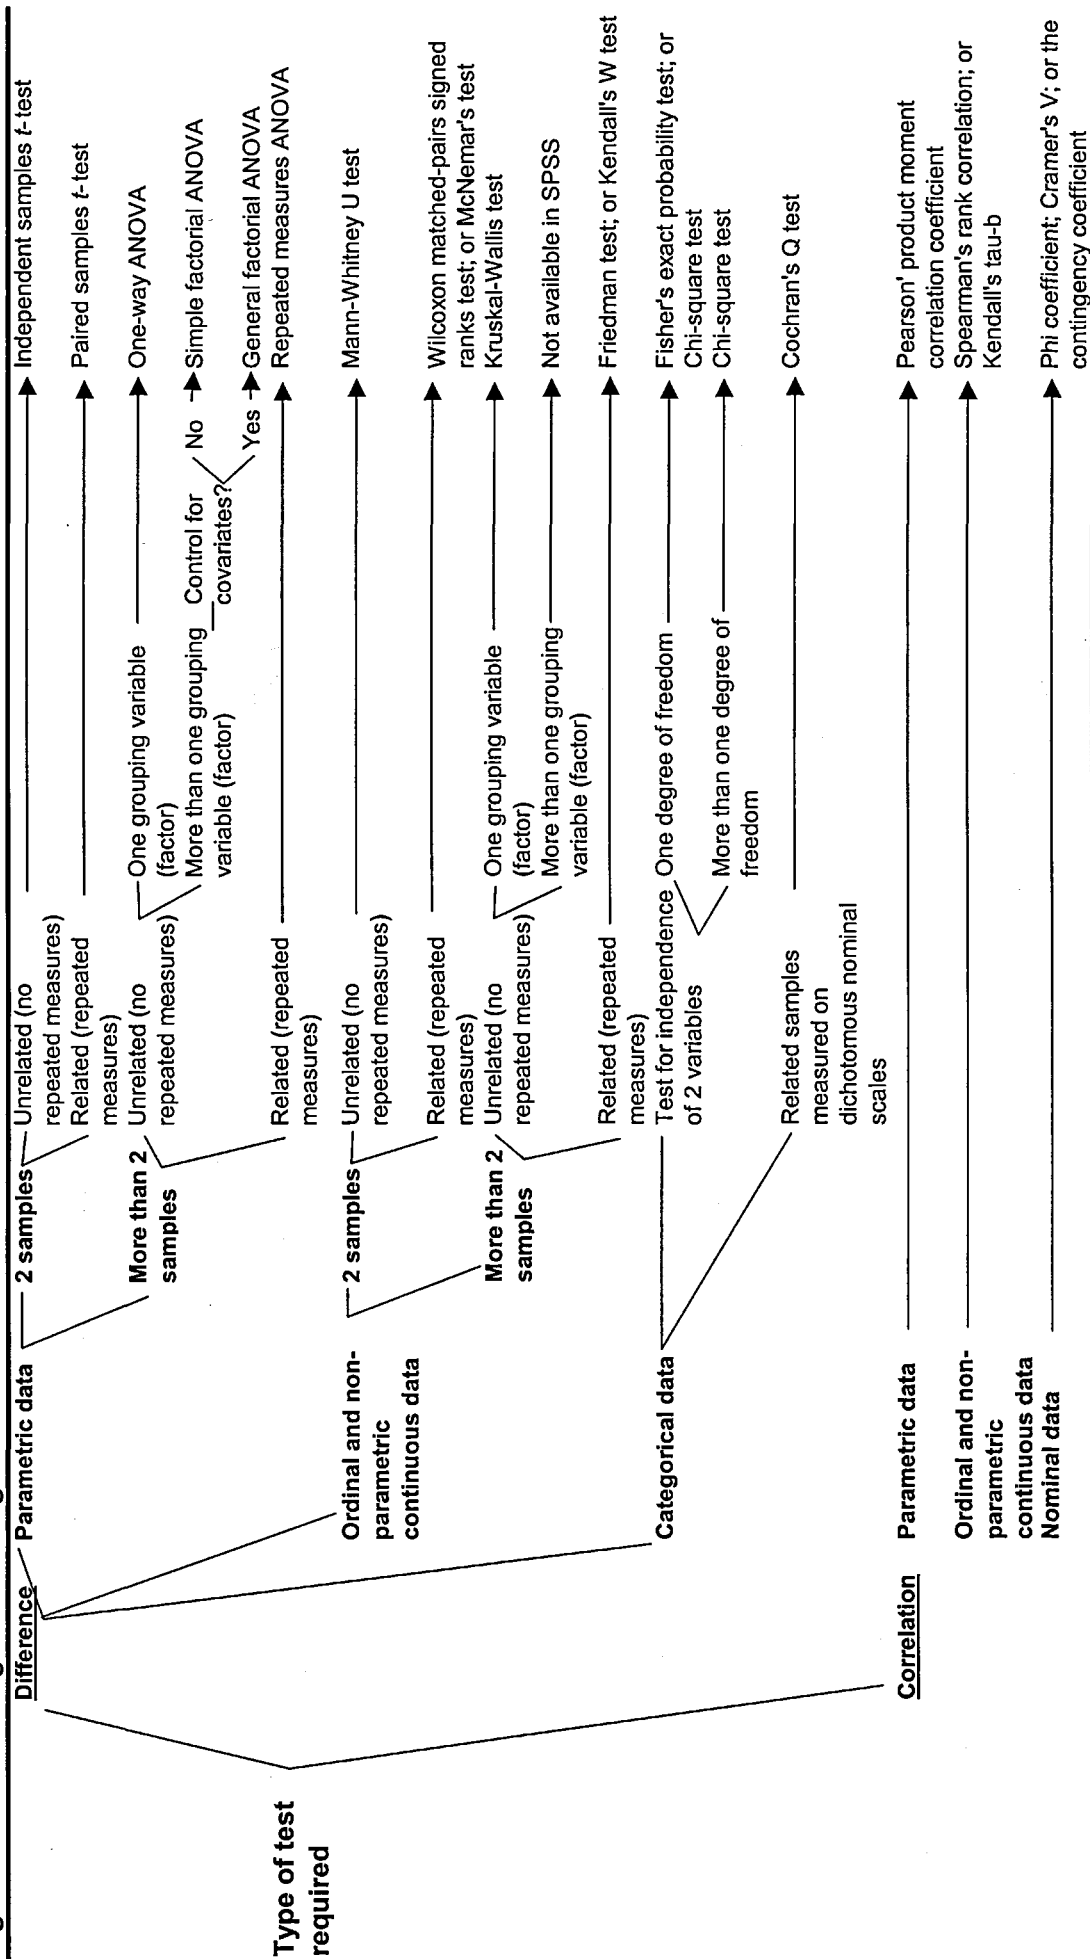 Type of test
required
Difference
Parametric data
2 samples
Unrelated (no
repeated measures)
Independent samples t-test
Related (repeated
measures)
Paired samples t-test
More than 2
samples
Unrelated (no
repeated measures)
One grouping variable
(factor)
One-way ANOVA
More than one grouping
variable (factor)
Control for
covariates?
No
Simple factorial ANOVA
Yes
General factorial ANOVA
Related (repeated
measures)
Repeated measures ANOVA
Ordinal and non-
parametric
continuous data
2 samples
Unrelated (no
repeated measures)
Mann-Whitney U test
Related (repeated
measures)
Wilcoxon matched-pairs signed
ranks test; or McNemar's test
More than 2
samples
Unrelated (no
repeated measures)
One grouping variable
(factor)
Kruskal-Wallis test
More than one grouping
variable (factor)
Not available in SPSS
Related (repeated
measures)
Friedman test; or Kendall's W test
Categorical data
Test for independence
of 2 variables
One degree of freedom
Fisher's exact probability test; or
Chi-square test
More than one degree of
freedom
Chi-square test
Related samples
measured on
dichotomous nominal
scales
Cochran's Q test
Correlation
Parametric data
Pearson' product moment
correlation coefficient
Ordinal and non-
parametric
continuous data
Spearman's rank correlation; or
Kendall's tau-b
Nominal data
Phi coefficient; Cramer's V; or the
contingency coefficient